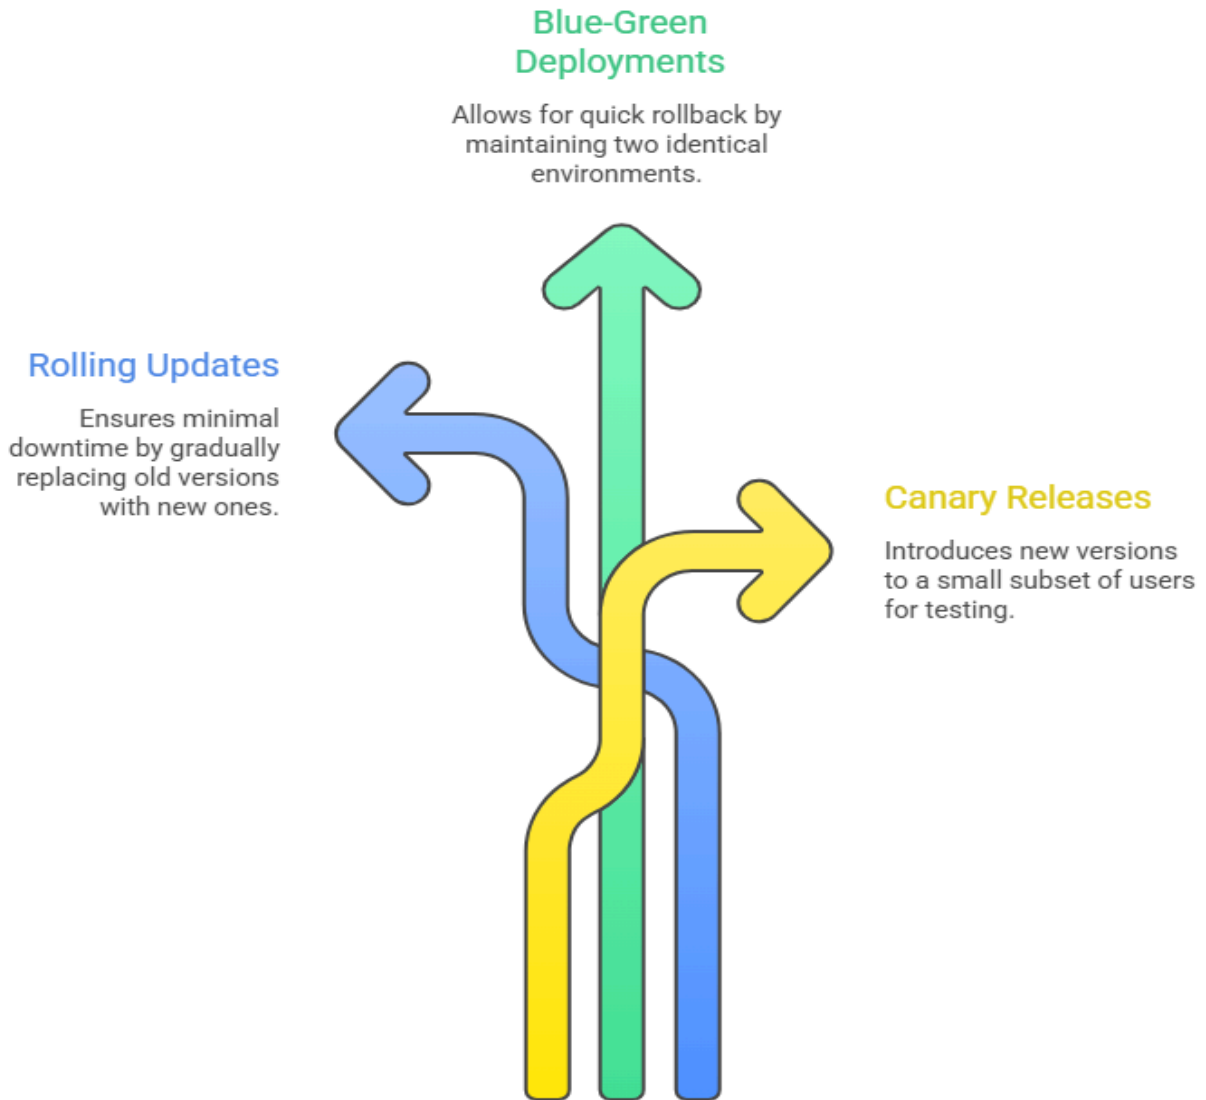 Blue-Green
Deployments
Allows for quick rollback by
maintaining two identical
environments.
Rolling Updates
Ensures minimal
downtime by gradually
replacing old versions
with new ones.
Canary Releases
Introduces new versions
to a small subset of users
for testing.